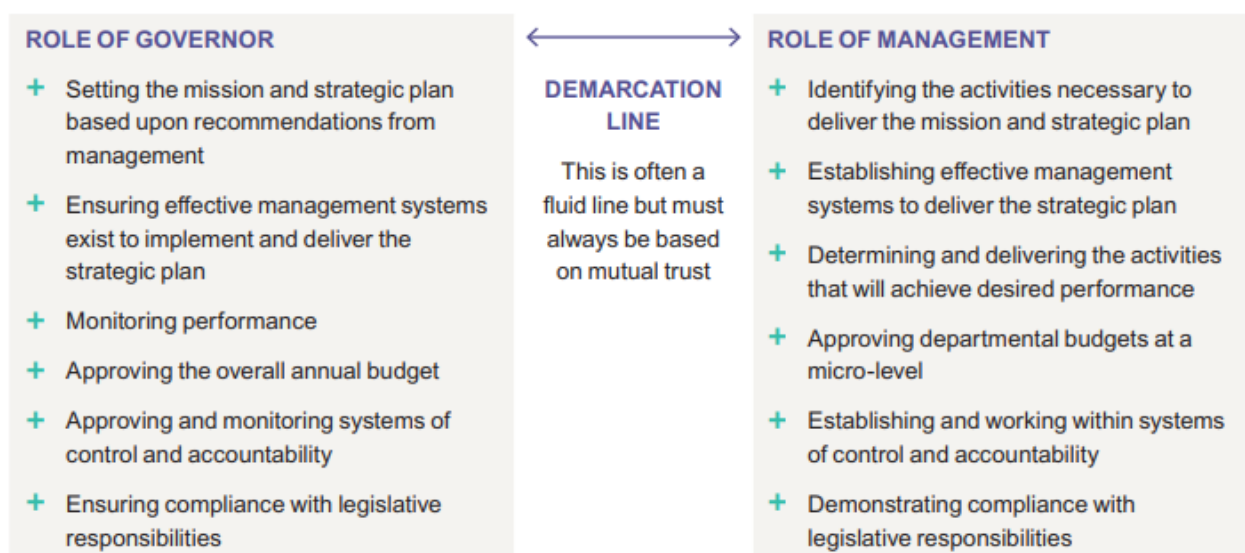 ROLE OF GOVERNOR
+ Setting the mission and strategic plan
based upon recommendations from
management
+ Ensuring effective management systems
exist to implement and deliver the
strategic plan
+ Monitoring performance
+ Approving the overall annual budget
+ Approving and monitoring systems of
control and accountability
+ Ensuring compliance with legislative
responsibilities
DEMARCATION
LINE
This is often a
fluid line but must
always be based
on mutual trust
ROLE OF MANAGEMENT
+ Identifying the activities necessary to
deliver the mission and strategic plan
+ Establishing effective management
systems to deliver the strategic plan
+ Determining and delivering the activities
that will achieve desired performance
+ Approving departmental budgets at a
micro-level
+ Establishing and working within systems
of control and accountability
+ Demonstrating compliance with
legislative responsibilities